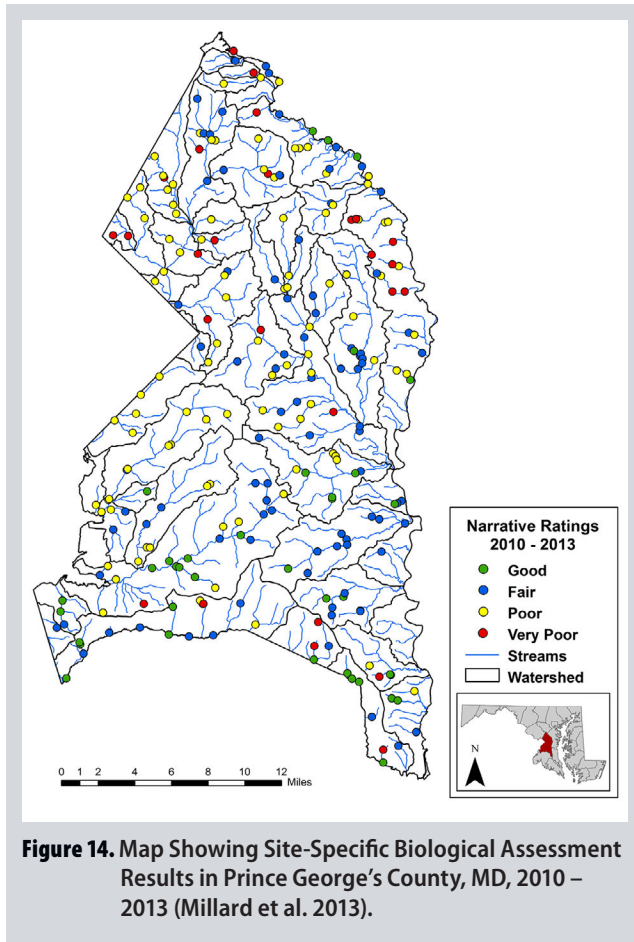 Narrative Ratings
2010 - 2013
Good
Fair
Poor
Very Poor
Streams
Watershed
N
0 1 2 4 6 8 10 12
Miles
Figure 14. Map Showing Site-Specific Biological Assessment
Results in Prince George's County, MD, 2010 –
2013 (Millard et al. 2013).